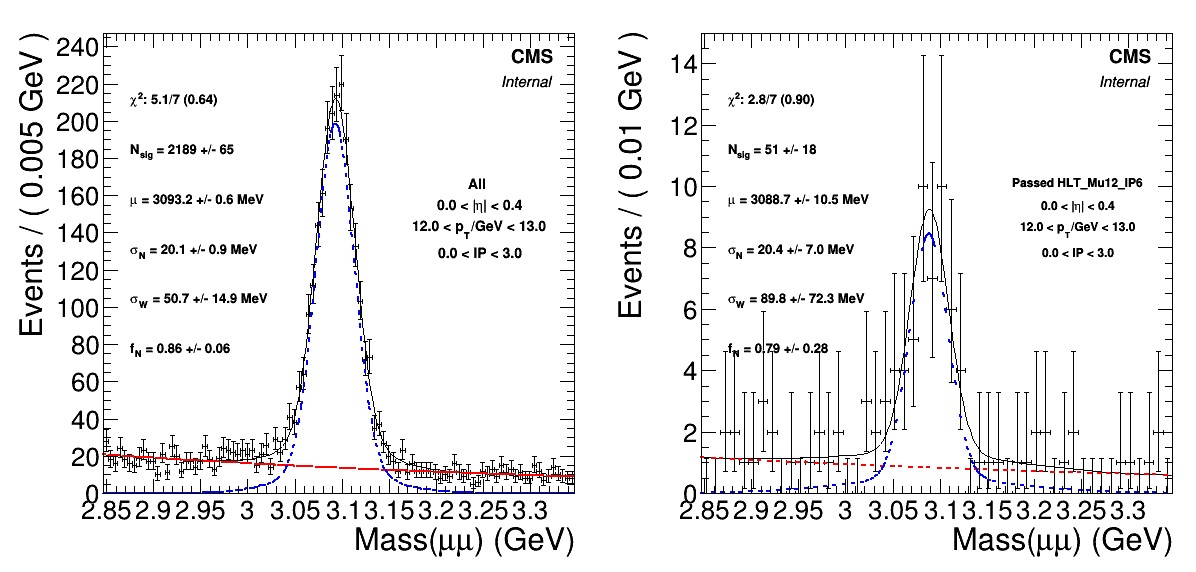 Events / ( 0.005 GeV )
240
220
200
180
160
140
120
100
80
60
40
20
0
CMS
Internal
χ²: 5.1/7 (0.64)
N_sig = 2189 +/- 65
μ = 3093.2 +/- 0.6 MeV
σ_N = 20.1 +/- 0.9 MeV
σ_W = 50.7 +/- 14.9 MeV
f_N = 0.86 +/- 0.06
All
0.0 < |η| < 0.4
12.0 < p_T/GeV < 13.0
0.0 < IP < 3.0
2.85 2.9 2.95 3 3.05 3.1 3.15 3.2 3.25 3.3
Mass(μμ) (GeV)
Events / ( 0.01 GeV )
14
12
10
8
6
4
2
0
CMS
Internal
χ²: 2.8/7 (0.90)
N_sig = 51 +/- 18
μ = 3088.7 +/- 10.5 MeV
σ_N = 20.4 +/- 7.0 MeV
σ_W = 89.8 +/- 72.3 MeV
f_N = 0.79 +/- 0.28
Passed HLT_Mu12_IP6
0.0 < |η| < 0.4
12.0 < p_T/GeV < 13.0
0.0 < IP < 3.0
2.85 2.9 2.95 3 3.05 3.1 3.15 3.2 3.25 3.3
Mass(μμ) (GeV)